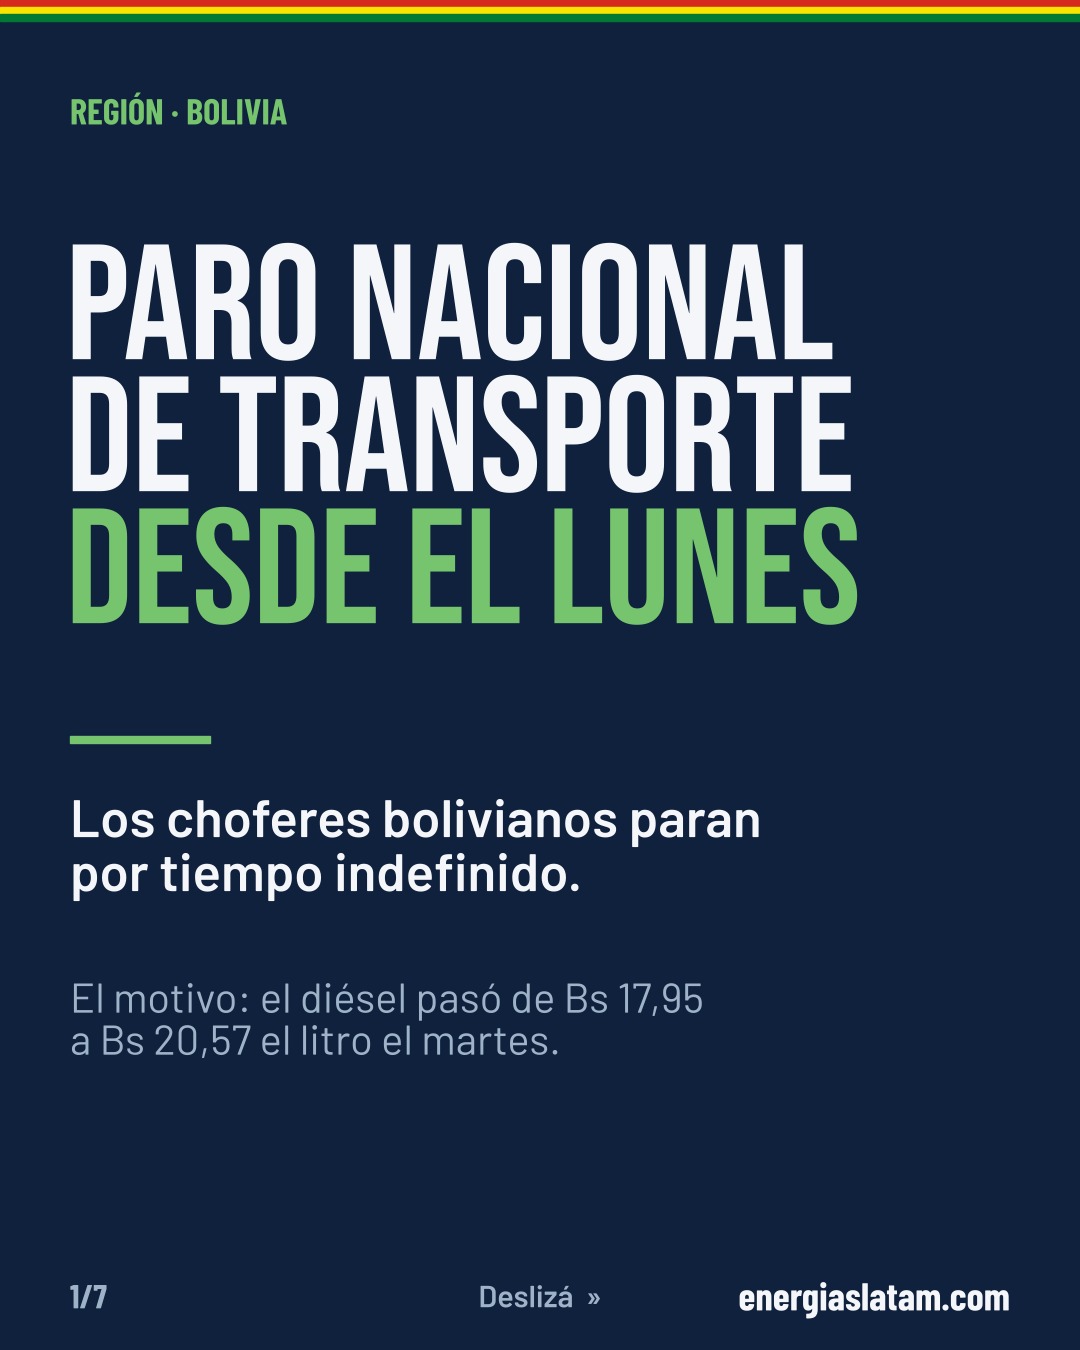 REGIÓN · BOLIVIA
PARO NACIONAL
DE TRANSPORTE
DESDE EL LUNES
Los choferes bolivianos paran
por tiempo indefinido.
El motivo: el diésel pasó de Bs 17,95
a Bs 20,57 el litro el martes.
1/7
Deslizá »
energiaslatam.com